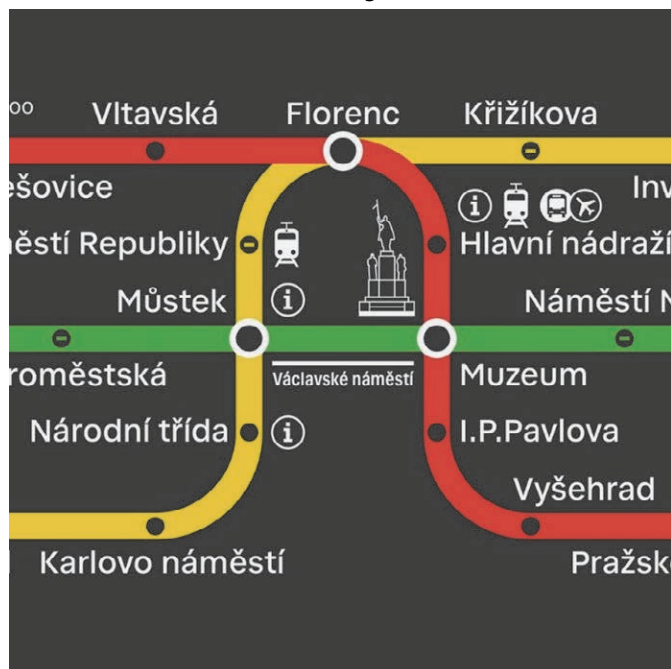 oo Vltavská Florenc Křižíkova
ešovice Inv
ěstí Republiky Hlavní nádraží
Můstek Náměstí M
roměstská Václavské náměstí Muzeum
Národní třída I.P.Pavlova
Vyšehrad
Karlovo náměstí Pražsk